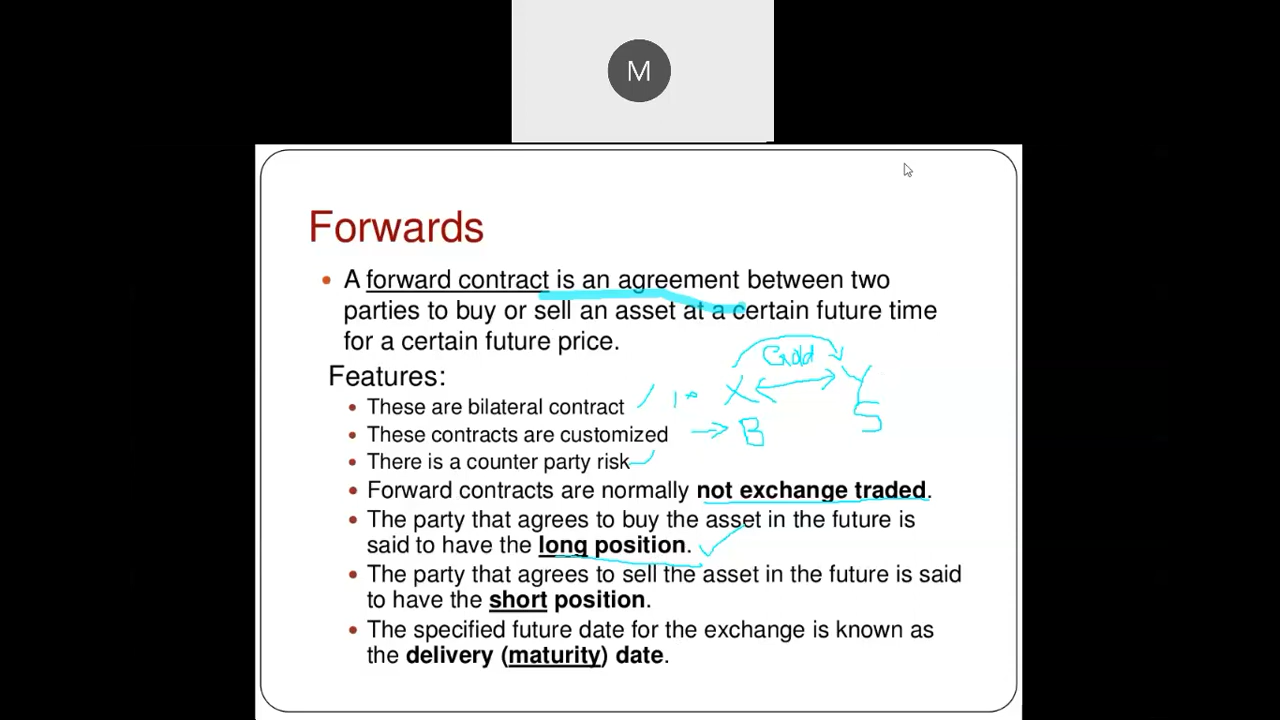 M
Forwards
• A forward contract is an agreement between two
parties to buy or sell an asset at a certain future time
for a certain future price.
Gold
Features:
X Y
• These are bilateral contract
S
• These contracts are customized
B
• There is a counter party risk
• Forward contracts are normally not exchange traded.
• The party that agrees to buy the asset in the future is
said to have the long position.
• The party that agrees to sell the asset in the future is said
to have the short position.
• The specified future date for the exchange is known as
the delivery (maturity) date.